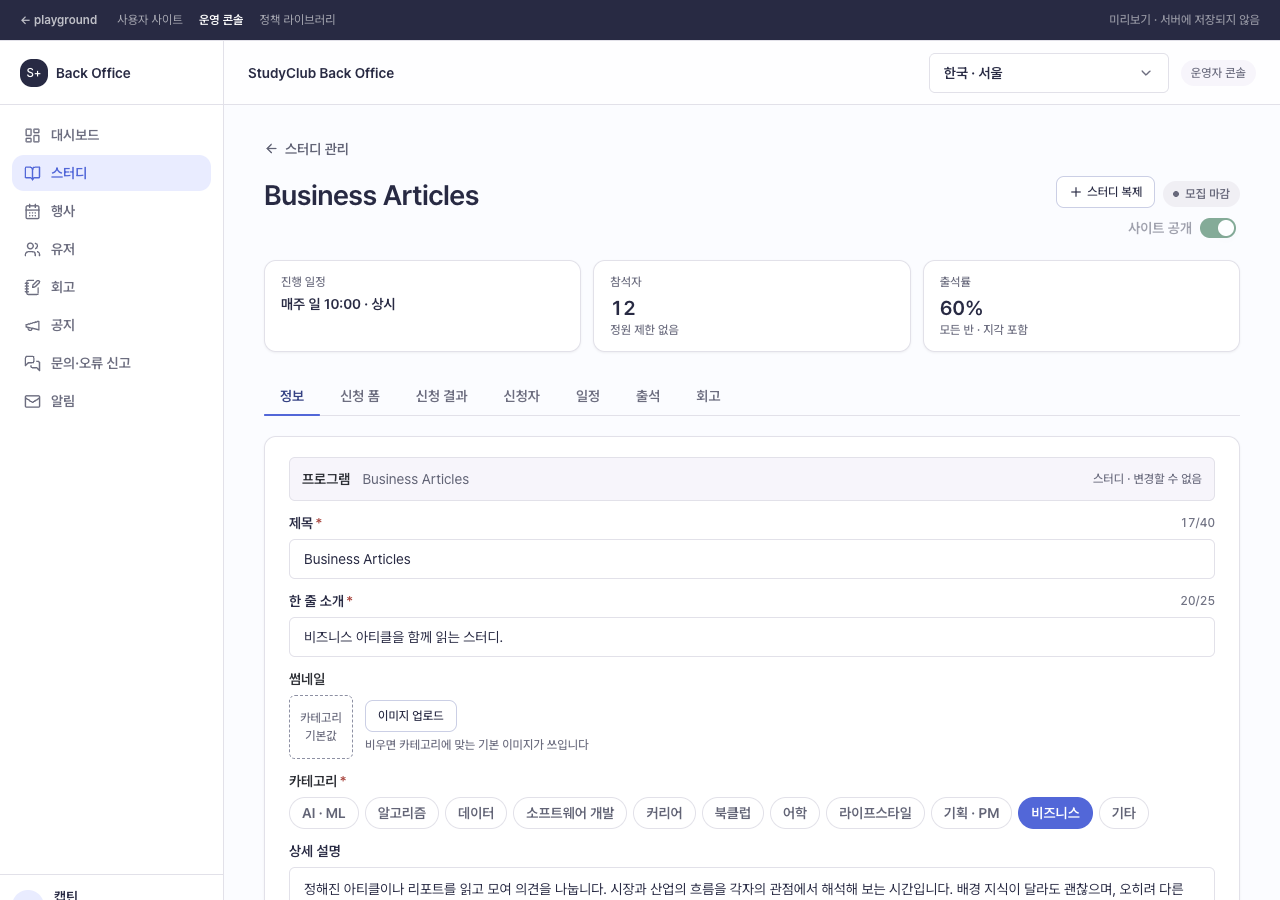 ← playground
사용자 사이트
운영 콘솔
정책 라이브러리
미리보기 · 서버에 저장되지 않음
S+
Back Office
StudyClub Back Office
한국 · 서울
운영자 콘솔
대시보드
스터디
행사
유저
회고
공지
문의·오류 신고
알림
캡틴
← 스터디 관리
Business Articles
+ 스터디 복제
모집 마감
사이트 공개
진행 일정
매주 일 10:00 · 상시
참석자
12
정원 제한 없음
출석률
60%
모든 반 · 지각 포함
정보
신청 폼
신청 결과
신청자
일정
출석
회고
프로그램
Business Articles
스터디 · 변경할 수 없음
제목 *
17/40
Business Articles
한 줄 소개 *
20/25
비즈니스 아티클을 함께 읽는 스터디.
썸네일
카테고리
기본값
이미지 업로드
비우면 카테고리에 맞는 기본 이미지가 쓰입니다
카테고리 *
AI · ML
알고리즘
데이터
소프트웨어 개발
커리어
북클럽
어학
라이프스타일
기획 · PM
비즈니스
기타
상세 설명
정해진 아티클이나 리포트를 읽고 모여 의견을 나눕니다. 시장과 산업의 흐름을 각자의 관점에서 해석해 보는 시간입니다. 배경 지식이 달라도 괜찮으며, 오히려 다른